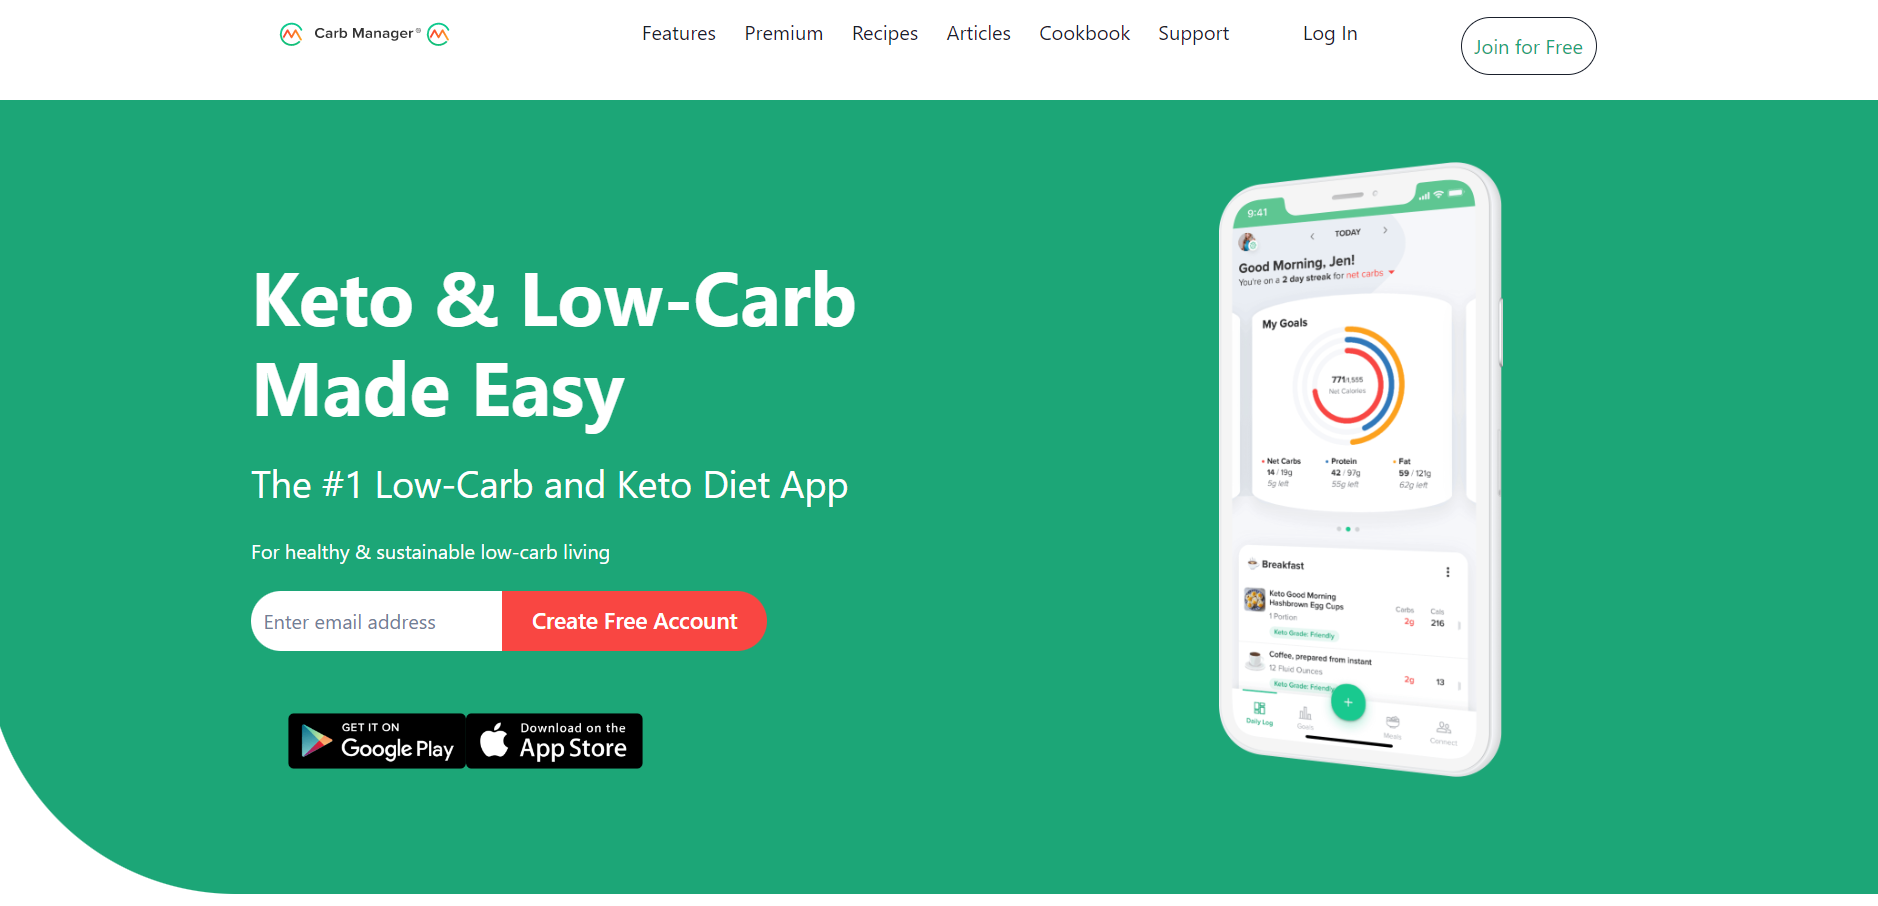 Carb Manager®
Features Premium Recipes Articles Cookbook Support Log In Join for Free
Keto & Low-Carb
Made Easy
The #1 Low-Carb and Keto Diet App
For healthy & sustainable low-carb living
Enter email address Create Free Account
GET IT ON
Google Play
Download on the
App Store
9:41
TODAY
Good Morning, Jen!
You're on a 2 day streak for net carbs
My Goals
771/1,555
Net Calories
Net Carbs Protein Fat
14 / 19g 42 / 97g 59 / 121g
5g left 55g left 62g left
Breakfast
Keto Good Morning
Hashbrown Egg Cups
Carbs Cals
2g 216
1 Portion
Keto Grade: Friendly
Coffee, prepared from instant
12 Fluid Ounces
2g 13
Keto Grade: Friendly
Daily Log Goals + Meals Connect